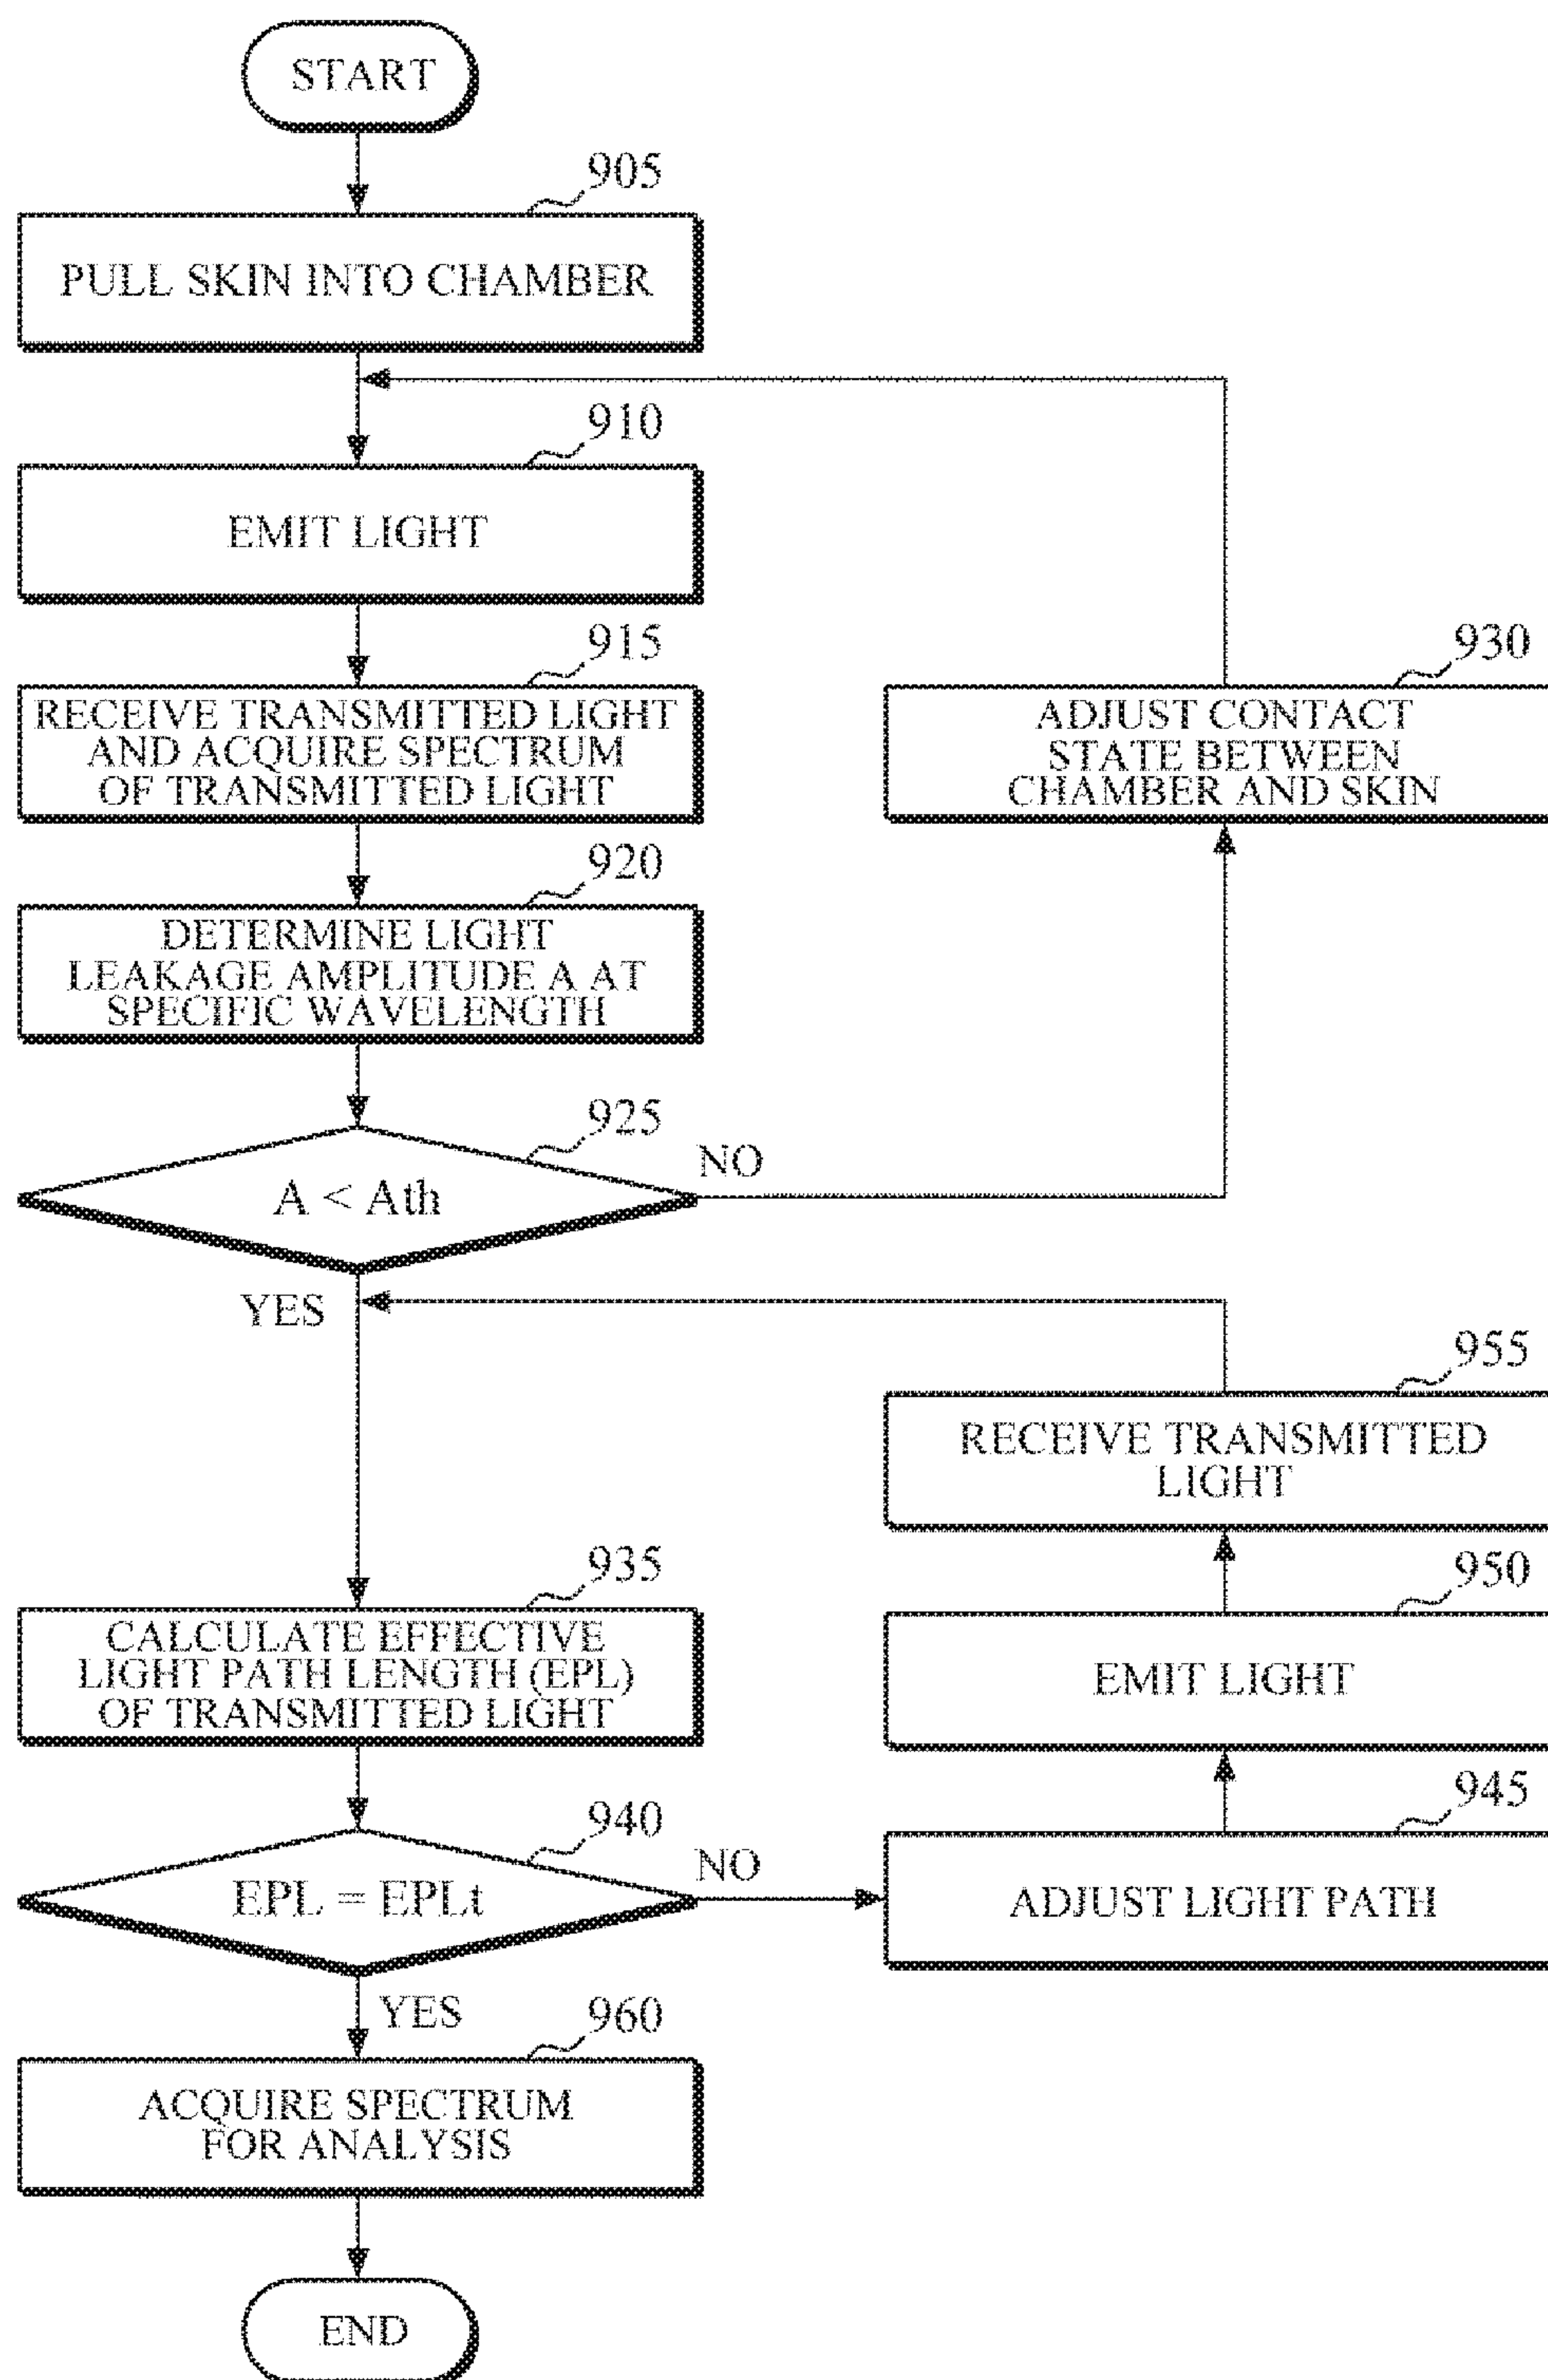 START
905
PULL SKIN INTO CHAMBER
910
EMIT LIGHT
915
RECEIVE TRANSMITTED LIGHT
AND ACQUIRE SPECTRUM
OF TRANSMITTED LIGHT
930
ADJUST CONTACT
STATE BETWEEN
CHAMBER AND SKIN
920
DETERMINE LIGHT
LEAKAGE AMPLITUDE A AT
SPECIFIC WAVELENGTH
925
A < Ath
NO
YES
955
RECEIVE TRANSMITTED
LIGHT
935
CALCULATE EFFECTIVE
LIGHT PATH LENGTH (EPL)
OF TRANSMITTED LIGHT
950
EMIT LIGHT
940
EPL = EPLt
NO
945
ADJUST LIGHT PATH
YES
960
ACQUIRE SPECTRUM
FOR ANALYSIS
END